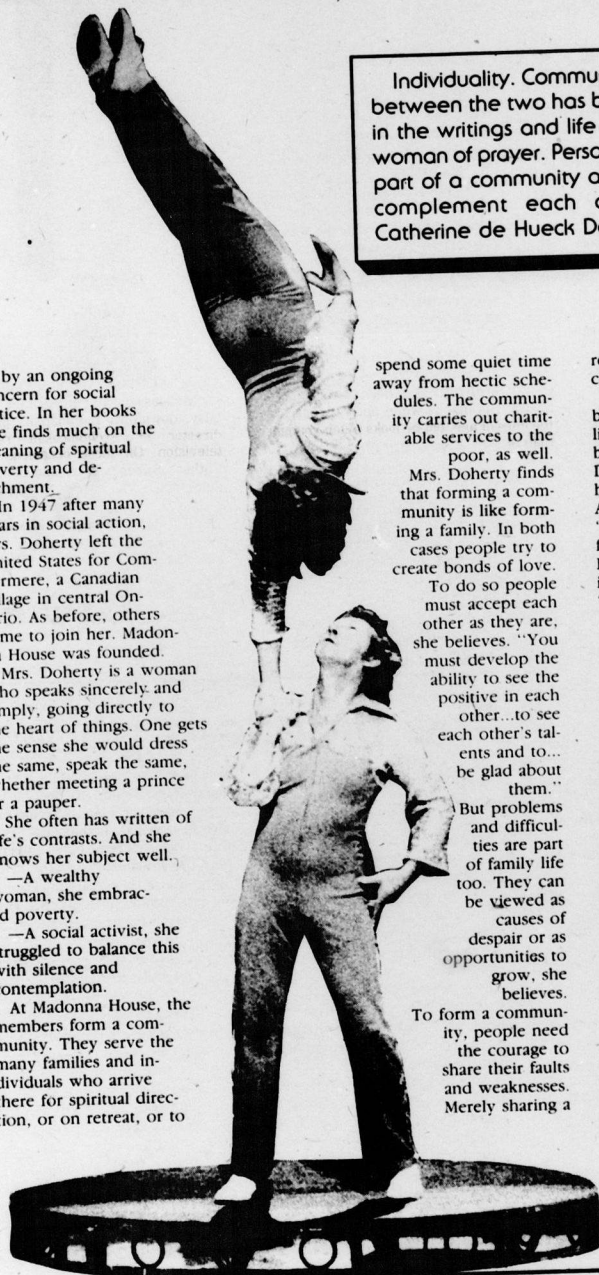 Individuality. Commu
between the two has b
in the writings and life
woman of prayer. Perso
part of a community a
complement each
Catherine de Hueck D
by an ongoing
ncern for social
tice. In her books
e finds much on the
eaning of spiritual
verty and de-
chment.
In 1947 after many
ars in social action,
rs. Doherty left the
nited States for Com-
rmere, a Canadian
lage in central On-
rio. As before, others
me to join her. Madon-
House was founded.
Mrs. Doherty is a woman
ho speaks sincerely and
mply, going directly to
e heart of things. One gets
e sense she would dress
e same, speak the same,
hether meeting a prince
r a pauper.
She often has written of
fe's contrasts. And she
nows her subject well.
—A wealthy
voman, she embrac-
d poverty.
—A social activist, she
truggled to balance this
vith silence and
ontemplation.
At Madonna House, the
nembers form a com-
munity. They serve the
many families and in-
dividuals who arrive
here for spiritual direc-
tion, or on retreat, or to
spend some quiet time
away from hectic sche-
dules. The commun-
ity carries out charit-
able services to the
poor, as well.
Mrs. Doherty finds
that forming a com-
munity is like form-
ing a family. In both
cases people try to
create bonds of love.
To do so people
must accept each
other as they are,
she believes. "You
must develop the
ability to see the
positive in each
other...to see
each other's tal-
ents and to...
be glad about
them."
But problems
and difficul-
ties are part
of family life
too. They can
be viewed as
causes of
despair or as
opportunities to
grow, she
believes.
To form a commun-
ity, people need
the courage to
share their faults
and weaknesses.
Merely sharing a